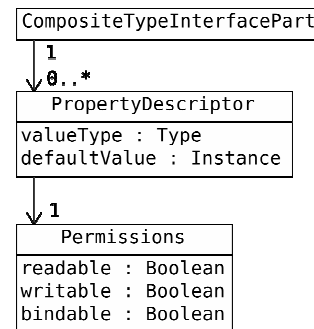 CompositeTypeInterfacePart
1
0..*
PropertyDescriptor
valueType : Type
defaultValue : Instance
1
Permissions
readable : Boolean
writable : Boolean
bindable : Boolean